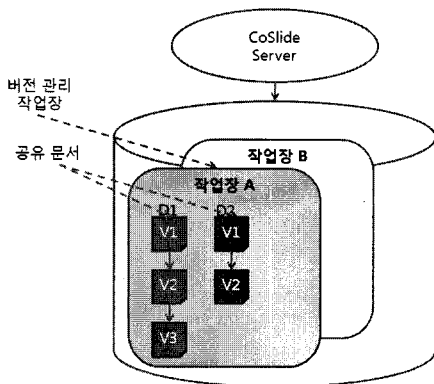 CoSlide
Server
버전 관리
작업장
공유 문서
작업장 B
작업장 A
D1 D2
V1 V1
V2 V2
V3